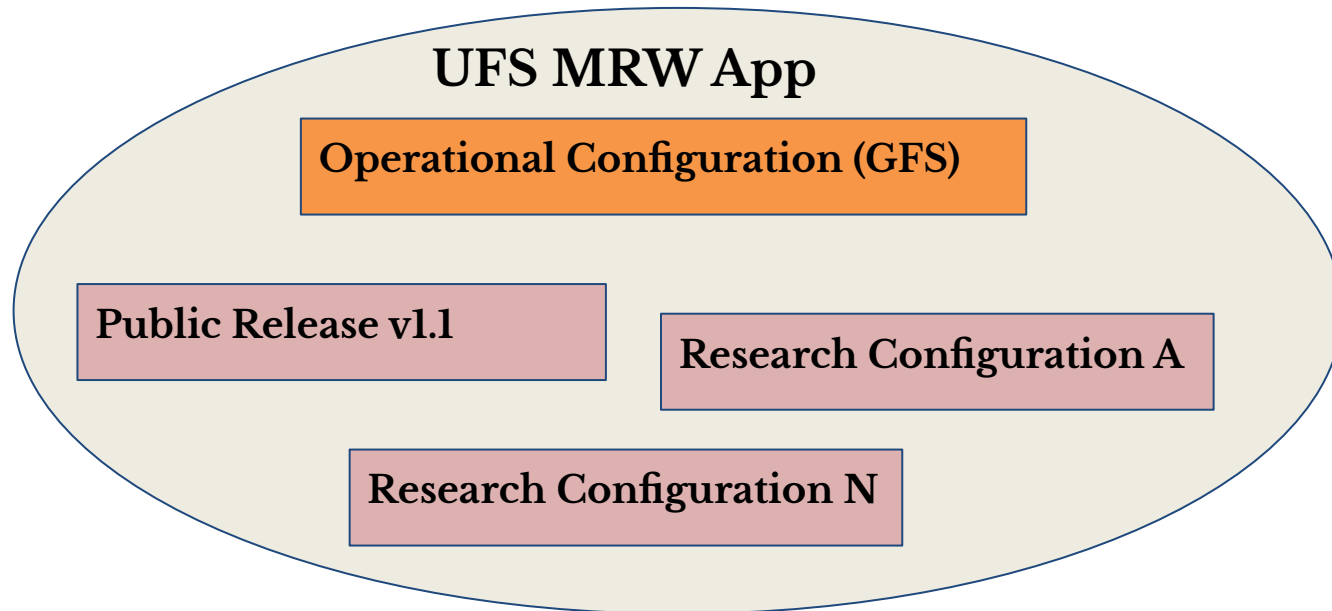 UFS MRW App
Operational Configuration (GFS)
Public Release v1.1
Research Configuration A
Research Configuration N